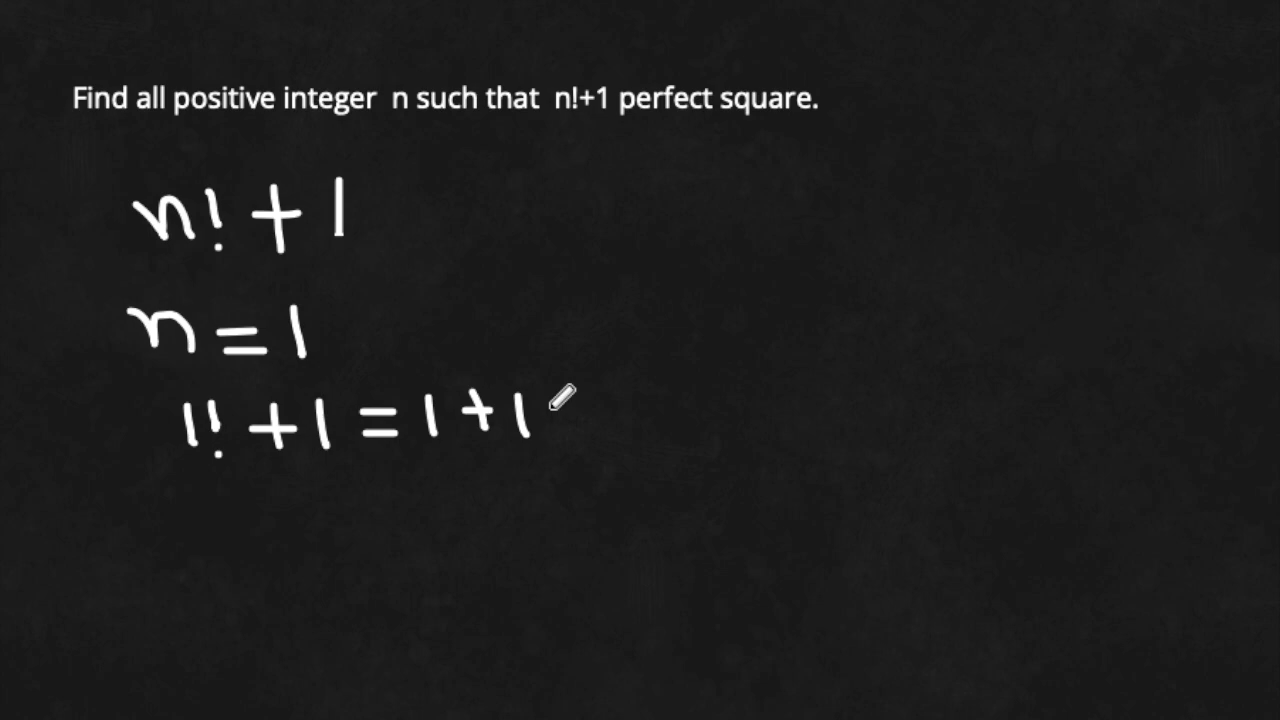 Find all positive integer n such that n!+1 perfect square.
n! + 1
n = 1
1! + 1 = 1 + 1